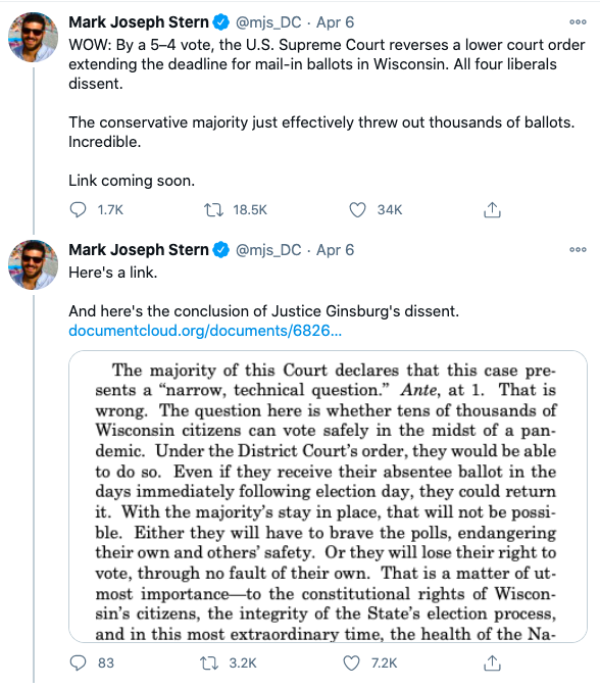 Mark Joseph Stern @mjs_DC · Apr 6
WOW: By a 5–4 vote, the U.S. Supreme Court reverses a lower court order
extending the deadline for mail-in ballots in Wisconsin. All four liberals
dissent.
The conservative majority just effectively threw out thousands of ballots.
Incredible.
Link coming soon.
1.7K 18.5K 34K
Mark Joseph Stern @mjs_DC · Apr 6
Here's a link.
And here's the conclusion of Justice Ginsburg's dissent.
documentcloud.org/documents/6826...
The majority of this Court declares that this case pre-
sents a “narrow, technical question.” Ante, at 1. That is
wrong. The question here is whether tens of thousands of
Wisconsin citizens can vote safely in the midst of a pan-
demic. Under the District Court’s order, they would be able
to do so. Even if they receive their absentee ballot in the
days immediately following election day, they could return
it. With the majority’s stay in place, that will not be possi-
ble. Either they will have to brave the polls, endangering
their own and others’ safety. Or they will lose their right to
vote, through no fault of their own. That is a matter of ut-
most importance—to the constitutional rights of Wiscon-
sin’s citizens, the integrity of the State’s election process,
and in this most extraordinary time, the health of the Na-
83 3.2K 7.2K